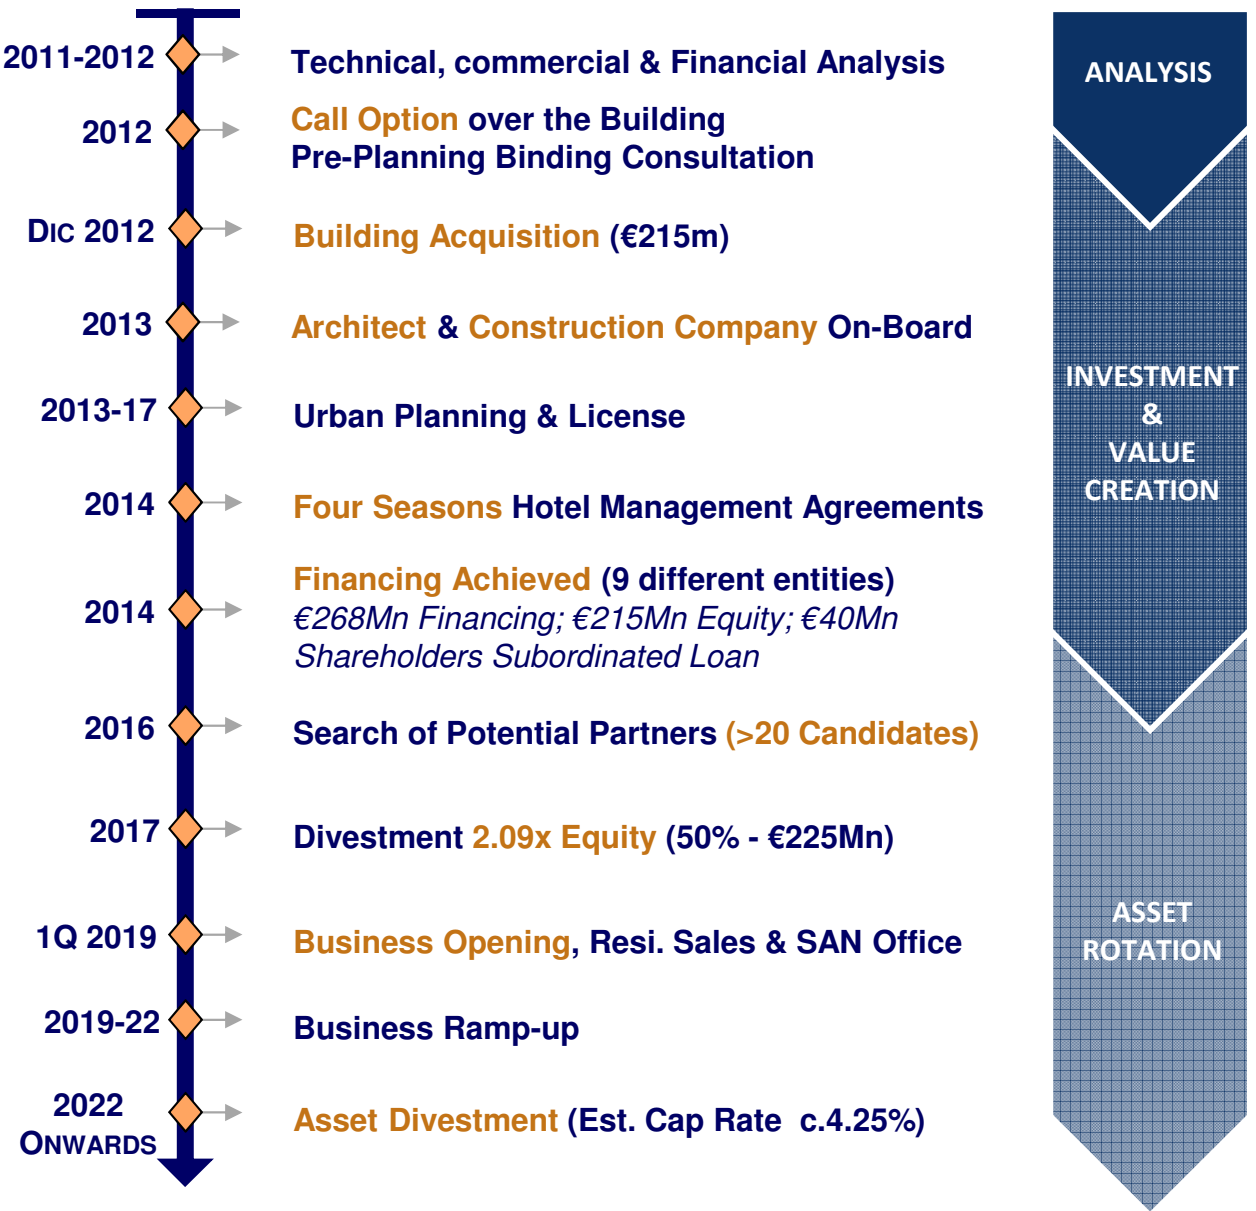 2011-2012
Technical, commercial & Financial Analysis
2012
Call Option over the Building
Pre-Planning Binding Consultation
DIC 2012
Building Acquisition (€215m)
2013
Architect & Construction Company On-Board
2013-17
Urban Planning & License
2014
Four Seasons Hotel Management Agreements
2014
Financing Achieved (9 different entities)
€268Mn Financing; €215Mn Equity; €40Mn
Shareholders Subordinated Loan
2016
Search of Potential Partners (>20 Candidates)
2017
Divestment 2.09x Equity (50% - €225Mn)
1Q 2019
Business Opening, Resi. Sales & SAN Office
2019-22
Business Ramp-up
2022
ONWARDS
Asset Divestment (Est. Cap Rate c.4.25%)
ANALYSIS
INVESTMENT
&
VALUE
CREATION
ASSET
ROTATION